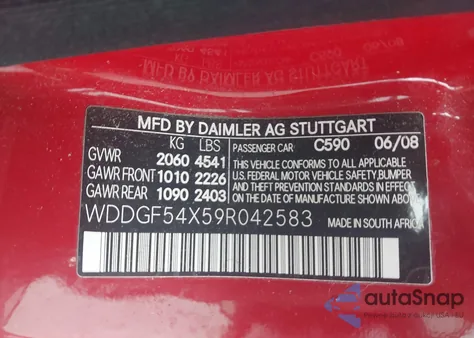 MFD BY DAIMLER AG STUTTGART
KG LBS PASSENGER CAR C590 06/08
GVWR 2060 4541 THIS VEHICLE CONFORMS TO ALL APPLICABLE
GAWR FRONT 1010 2226 U.S. FEDERAL MOTOR VEHICLE SAFETY, BUMPER
GAWR REAR 1090 2403 AND THEFT PREVENTION STANDARDS IN EFFECT ON THE DATE OF MANUFACTURE SHOWN ABOVE
WDDGF54X59R042583 MADE IN SOUTH AFRICA
autoSnap